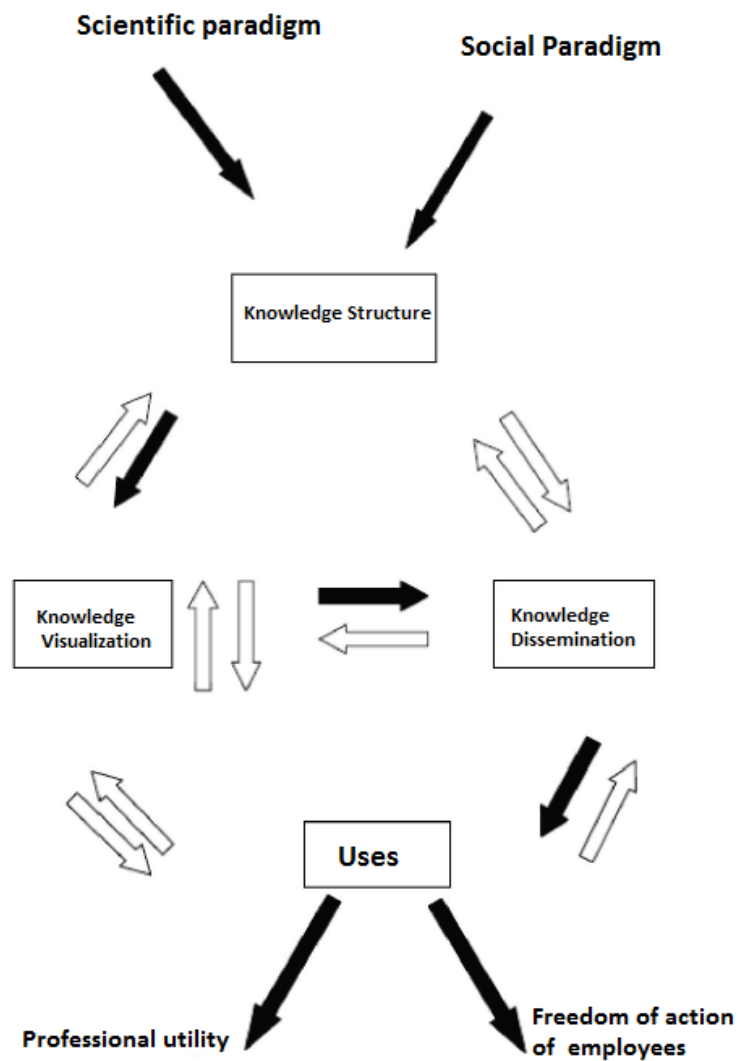 Scientific paradigm
Social Paradigm
Knowledge Structure
Knowledge
Visualization
Knowledge
Dissemination
Uses
Professional utility
Freedom of action
of employees